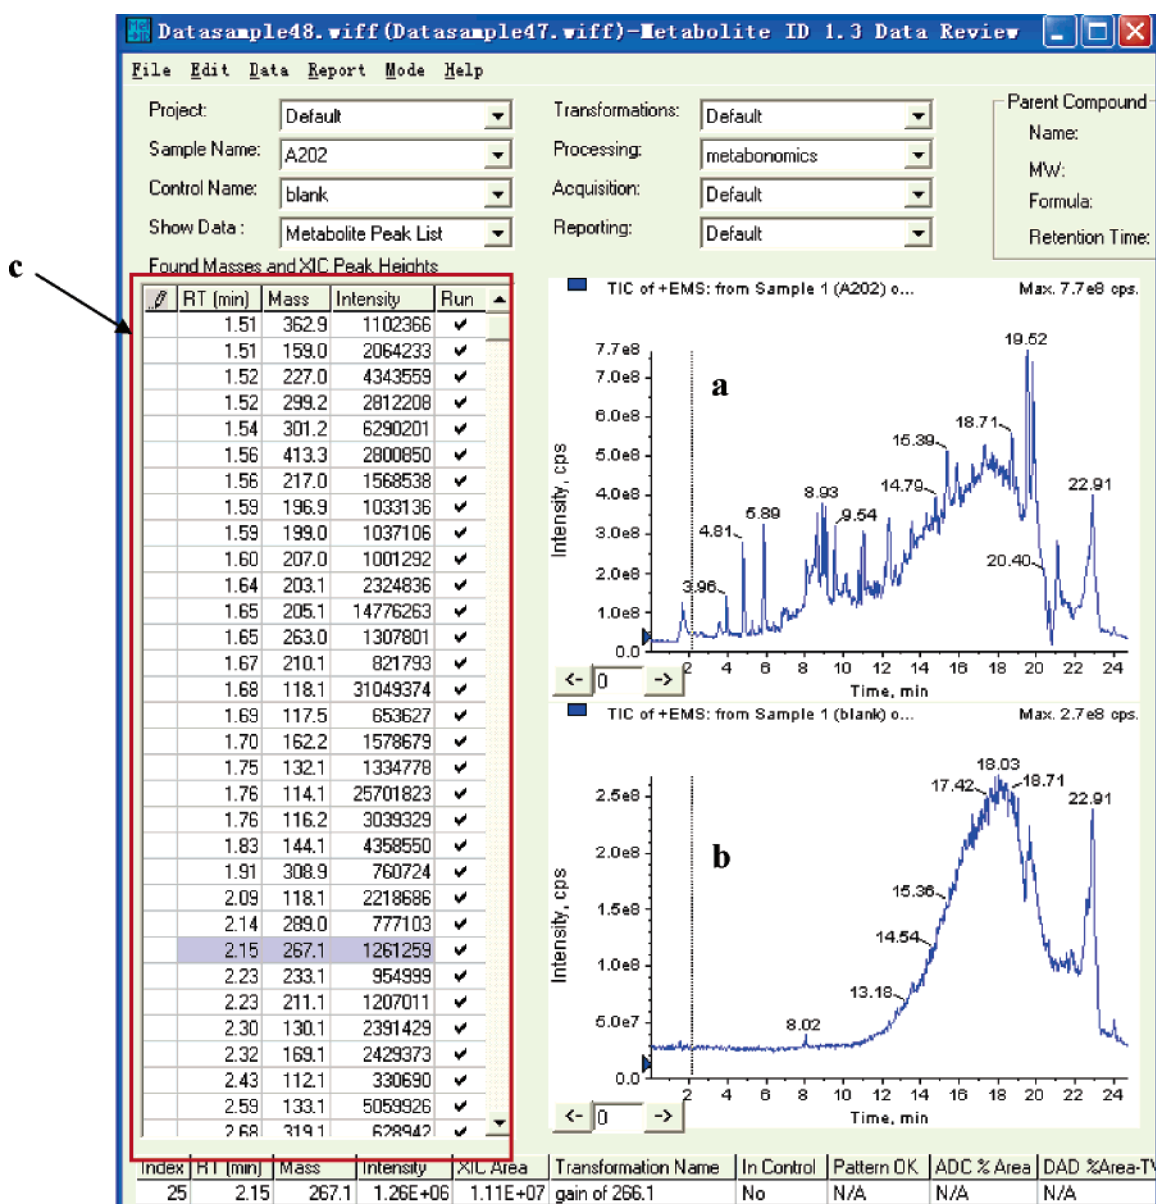 Datasample48.wiff(Datasample47.wiff)-Metabolite ID 1.3 Data Review
File Edit Data Report Mode Help
Project: Default
Sample Name: A202
Control Name: blank
Show Data : Metabolite Peak List
Transformations: Default
Processing: metabonomics
Acquisition: Default
Reporting: Default
Parent Compound
Name:
MW:
Formula:
Retention Time:
c
Found Masses and XIC Peak Heights
RT (min) Mass Intensity Run
1.51 362.9 1102366
1.51 159.0 2064233
1.52 227.0 4343559
1.52 299.2 2812208
1.54 301.2 6290201
1.56 413.3 2800850
1.56 217.0 1568538
1.59 196.9 1033136
1.59 199.0 1037106
1.60 207.0 1001292
1.64 203.1 2324836
1.65 205.1 14776263
1.65 263.0 1307801
1.67 210.1 821793
1.68 118.1 31049374
1.69 117.5 653627
1.70 162.2 1578679
1.75 132.1 1334778
1.76 114.1 25701823
1.76 116.2 3039329
1.83 144.1 4358550
1.91 308.9 760724
2.09 118.1 2218686
2.14 289.0 777103
2.15 267.1 1261259
2.23 233.1 954999
2.23 211.1 1207011
2.30 130.1 2391429
2.32 169.1 2429373
2.43 112.1 330690
2.59 133.1 5059926
2.68 319.1 628942
TIC of +EMS: from Sample 1 (A202) o... Max. 7.7e8 cps.
a
Intensity, cps
7.7e8
7.0e8
6.0e8
5.0e8
4.0e8
3.0e8
2.0e8
1.0e8
0.0
3.96
4.81
5.89
8.93
9.54
14.79
15.39
18.71
19.52
20.40
22.91
2 4 6 8 10 12 14 16 18 20 22 24
Time, min
<- 0 ->
TIC of +EMS: from Sample 1 (blank) o... Max. 2.7e8 cps.
b
Intensity, cps
2.5e8
2.0e8
1.5e8
1.0e8
5.0e7
0.0
8.02
13.18
14.54
15.36
17.42
18.03
18.71
22.91
2 4 6 8 10 12 14 16 18 20 22 24
Time, min
<- 0 ->
Index RT (min) Mass Intensity XIC Area Transformation Name In Control Pattern OK ADC % Area DAD %Area-TV
25 2.15 267.1 1.26E+06 1.11E+07 gain of 266.1 No N/A N/A N/A